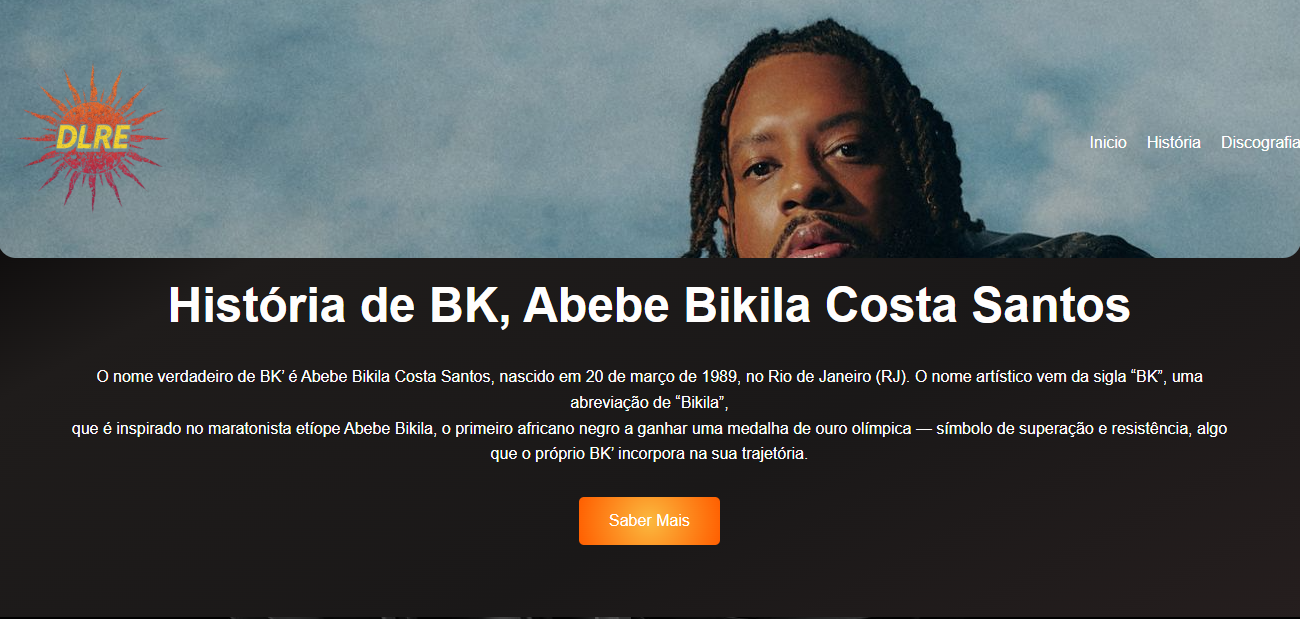 DLRE
Inicio História Discografia
História de BK, Abebe Bikila Costa Santos
O nome verdadeiro de BK’ é Abebe Bikila Costa Santos, nascido em 20 de março de 1989, no Rio de Janeiro (RJ). O nome artístico vem da sigla “BK”, uma
abreviação de “Bikila”,
que é inspirado no maratonista etíope Abebe Bikila, o primeiro africano negro a ganhar uma medalha de ouro olímpica — símbolo de superação e resistência, algo
que o próprio BK’ incorpora na sua trajetória.
Saber Mais